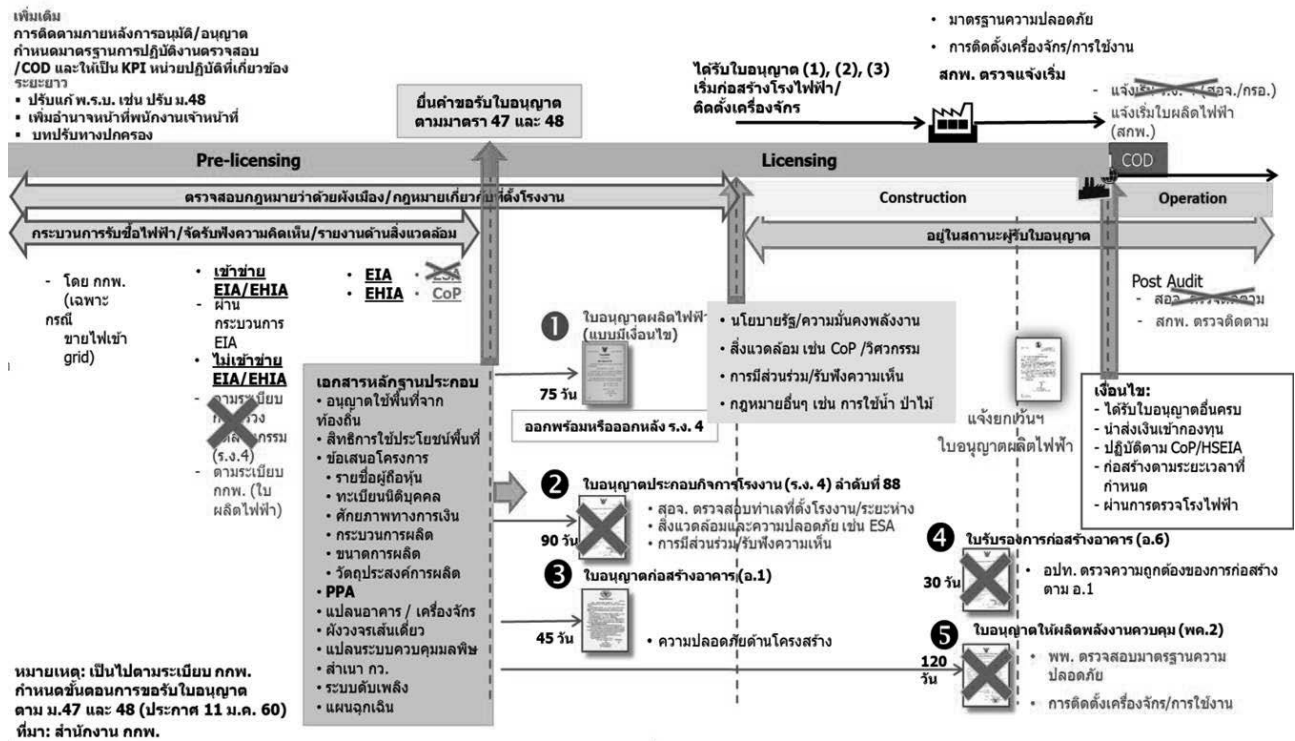 เพิ่มเติม
การติดตามภายหลังการอนุมัติ/อนุญาต
กำหนดมาตรฐานการปฏิบัติงานตรวจสอบ
/COD และให้เป็น KPI หน่วยปฏิบัติที่เกี่ยวข้อง
ระยะยาว
▪ ปรับแก้ พ.ร.บ. เช่น ปรับ ม.48
▪ เพิ่มอำนาจหน้าที่พนักงานเจ้าหน้าที่
▪ บทปรับทางปกครอง
ยื่นคำขอรับใบอนุญาต
ตามมาตรา 47 และ 48
ได้รับใบอนุญาต (1), (2), (3)
เริ่มก่อสร้างโรงไฟฟ้า/
ติดตั้งเครื่องจักร
• มาตรฐานความปลอดภัย
• การติดตั้งเครื่องจักร/การใช้งาน
สกพ. ตรวจแจ้งเริ่ม
- แจ้งเริ่ม ร.ง. 4 (สอจ./กรอ.)
- แจ้งเริ่มใบผลิตไฟฟ้า
(สกพ.)
Pre-licensing
Licensing
COD
ตรวจสอบกฎหมายว่าด้วยผังเมือง/กฎหมายเกี่ยวกับที่ตั้งโรงงาน
Construction
Operation
กระบวนการรับซื้อไฟฟ้า/จัดรับฟังความคิดเห็น/รายงานด้านสิ่งแวดล้อม
อยู่ในสถานะผู้รับใบอนุญาต
- โดย กกพ.
(เฉพาะ
กรณี
ขายไฟเข้า
grid)
• เข้าข่าย
EIA/EHIA
- ผ่าน
กระบวนการ
EIA
• ไม่เข้าข่าย
EIA/EHIA
- ตามระเบียบ
(ร.ง.4)
- ตามระเบียบ
กกพ. (ใบ
ผลิตไฟฟ้า)
• EIA
• EHIA
• ESA
• CoP
เอกสารหลักฐานประกอบ
• อนุญาตใช้พื้นที่จาก
ท้องถิ่น
• สิทธิการใช้ประโยชน์พื้นที่
• ข้อเสนอโครงการ
• รายชื่อผู้ถือหุ้น
• ทะเบียนนิติบุคคล
• ศักยภาพทางการเงิน
• กระบวนการผลิต
• ขนาดการผลิต
• วัตถุประสงค์การผลิต
• PPA
• แปลนอาคาร / เครื่องจักร
• ผังวงจรเส้นเดี่ยว
• แปลนระบบควบคุมมลพิษ
• สำเนา กว.
• ระบบดับเพลิง
• แผนฉุกเฉิน
1 ใบอนุญาตผลิตไฟฟ้า
(แบบมีเงื่อนไข)
75 วัน
ออกพร้อมหรือออกหลัง ร.ง. 4
• นโยบายรัฐ/ความมั่นคงพลังงาน
• สิ่งแวดล้อม เช่น CoP /วิศวกรรม
• การมีส่วนร่วม/รับฟังความเห็น
• กฎหมายอื่นๆ เช่น การใช้น้ำ ป่าไม้
2 ใบอนุญาตประกอบกิจการโรงงาน (ร.ง. 4) ลำดับที่ 88
90 วัน
• สอจ. ตรวจสอบทำเลที่ตั้งโรงงาน/ระยะห่าง
• สิ่งแวดล้อมและความปลอดภัย เช่น ESA
• การมีส่วนร่วม/รับฟังความเห็น
3 ใบอนุญาตก่อสร้างอาคาร (อ.1)
45 วัน
• ความปลอดภัยด้านโครงสร้าง
แจ้งยกเว้นฯ
ใบอนุญาตผลิตไฟฟ้า
Post Audit
- สอจ. ตรวจติดตาม
- สกพ. ตรวจติดตาม
เงื่อนไข:
- ได้รับใบอนุญาตอื่นครบ
- นำส่งเงินเข้ากองทุน
- ปฏิบัติตาม CoP/HSEIA
- ก่อสร้างตามระยะเวลาที่
กำหนด
- ผ่านการตรวจโรงไฟฟ้า
4 ใบรับรองการก่อสร้างอาคาร (อ.6)
30 วัน
• อปท. ตรวจความถูกต้องของการก่อสร้าง
ตาม อ.1
5 ใบอนุญาตให้ผลิตพลังงานควบคุม (พค.2)
120
วัน
• พพ. ตรวจสอบมาตรฐานความ
ปลอดภัย
• การติดตั้งเครื่องจักร/การใช้งาน
หมายเหตุ: เป็นไปตามระเบียบ กกพ.
กำหนดขั้นตอนการขอรับใบอนุญาต
ตาม ม.47 และ 48 (ประกาศ 11 ม.ค. 60)
ที่มา: สำนักงาน กกพ.